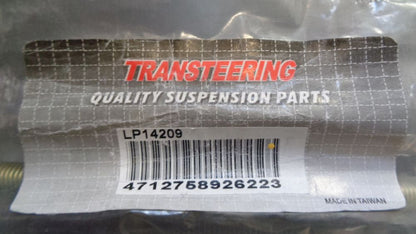 TRANSTEERING
QUALITY SUSPENSION PARTS
LP14209
4712758926223
MADE IN TAIWAN